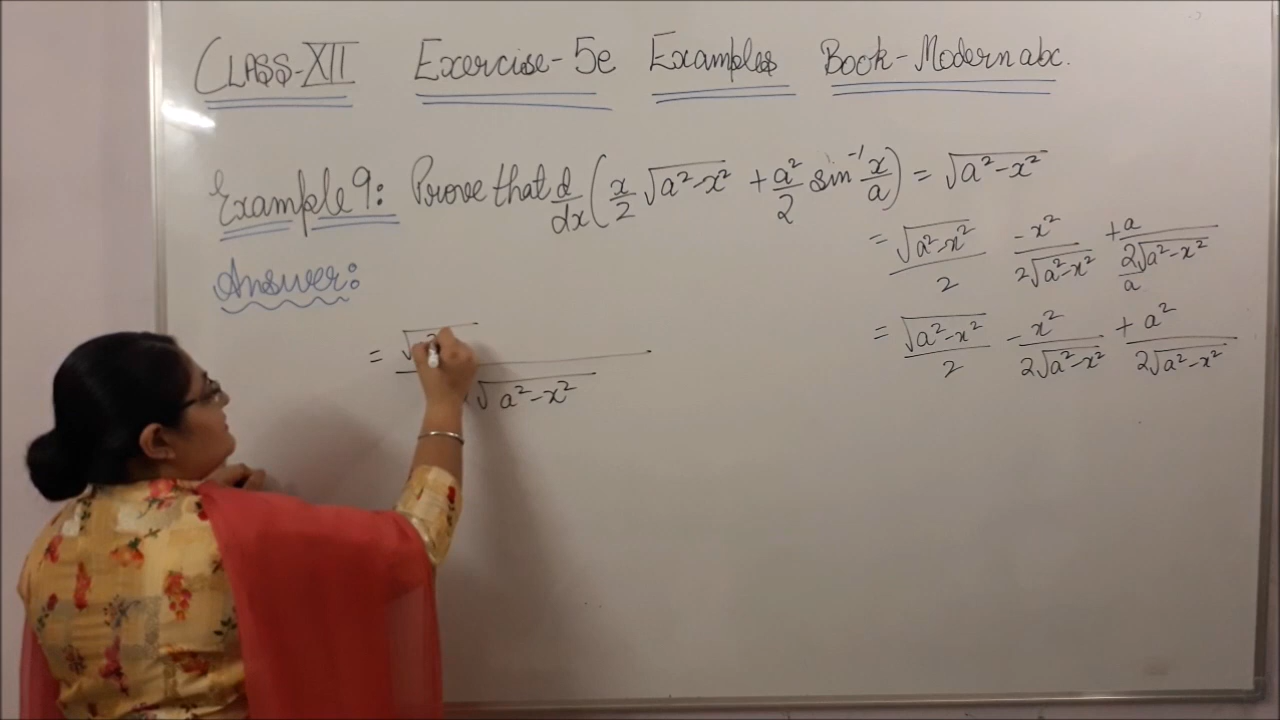 CLASS-XII Exercise-5e Examples Book-Modern abc.
Example 9: Prove that d/dx (x/2 √(a²-x²) + a²/2 sin⁻¹ x/a) = √(a²-x²)
= √(a²-x²)/2 - x²/(2√(a²-x²)) + a/(2√(a²-x²)/a)
Answer:
= √(a²-x²)/2 - x²/(2√(a²-x²)) + a²/(2√(a²-x²))
= √ √(a²-x²)